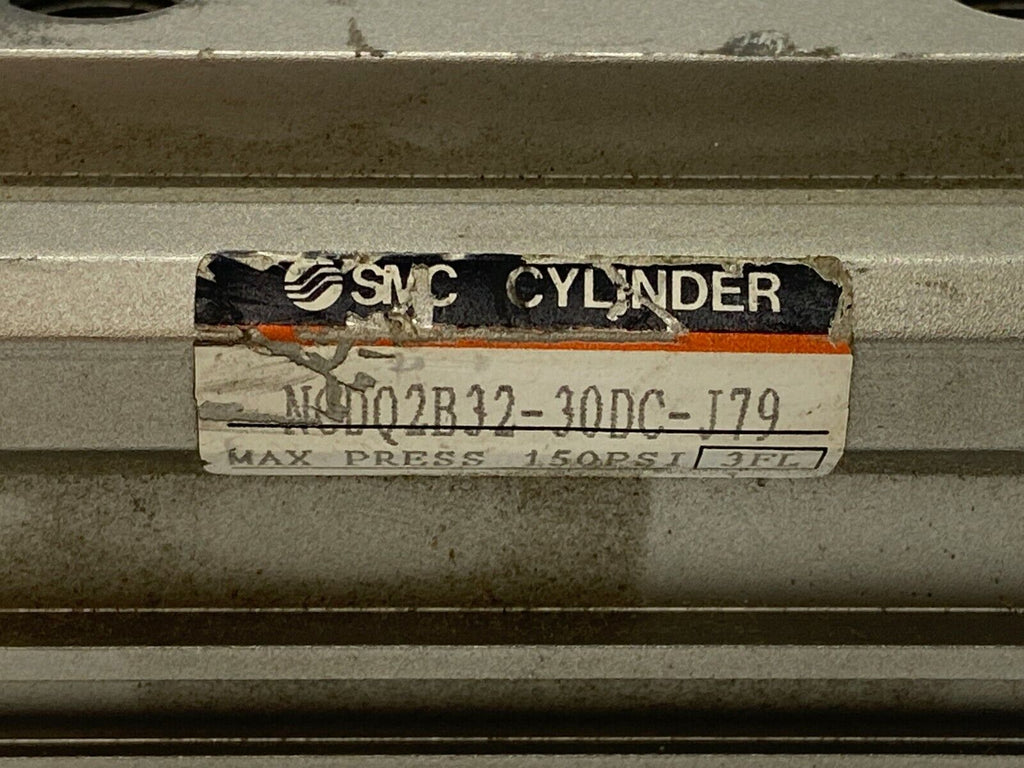 SMC CYLINDER
NCDQ2B32-30DC-J79
MAX PRESS 150PSI 3FL